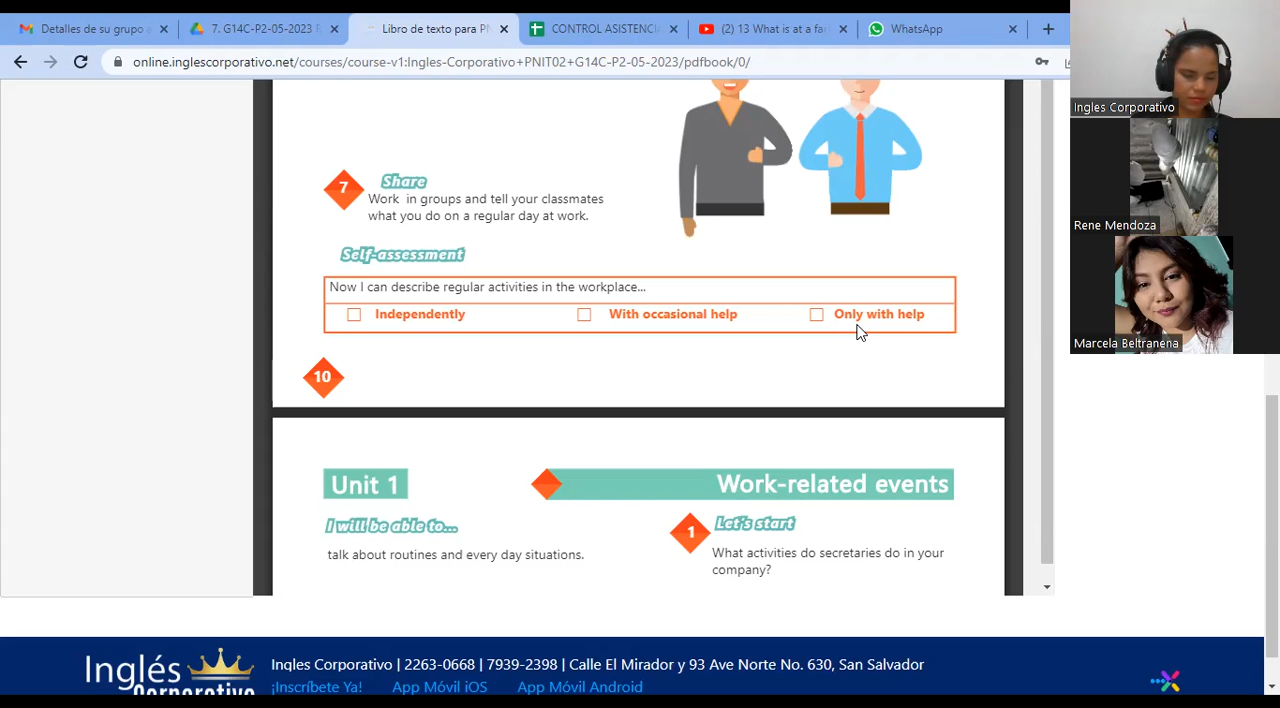 Detalles de su grupo a
7. G14C-P2-05-2023
Libro de texto para PN
CONTROL ASISTENCIA
(2) 13 What is at a fa
WhatsApp
online.inglescorporativo.net/courses/course-v1:Ingles-Corporativo+PNIT02+G14C-P2-05-2023/pdfbook/0/
Ingles Corporativo
Rene Mendoza
Marcela Beltranena
7
Share
Work in groups and tell your classmates
what you do on a regular day at work.
Self-assessment
Now I can describe regular activities in the workplace...
Independently
With occasional help
Only with help
10
Unit 1
Work-related events
I will be able to...
talk about routines and every day situations.
1
Let's start
What activities do secretaries do in your
company?
Inglés
Corporativo
Ingles Corporativo | 2263-0668 | 7939-2398 | Calle El Mirador y 93 Ave Norte No. 630, San Salvador
¡Inscríbete Ya! App Móvil iOS App Móvil Android